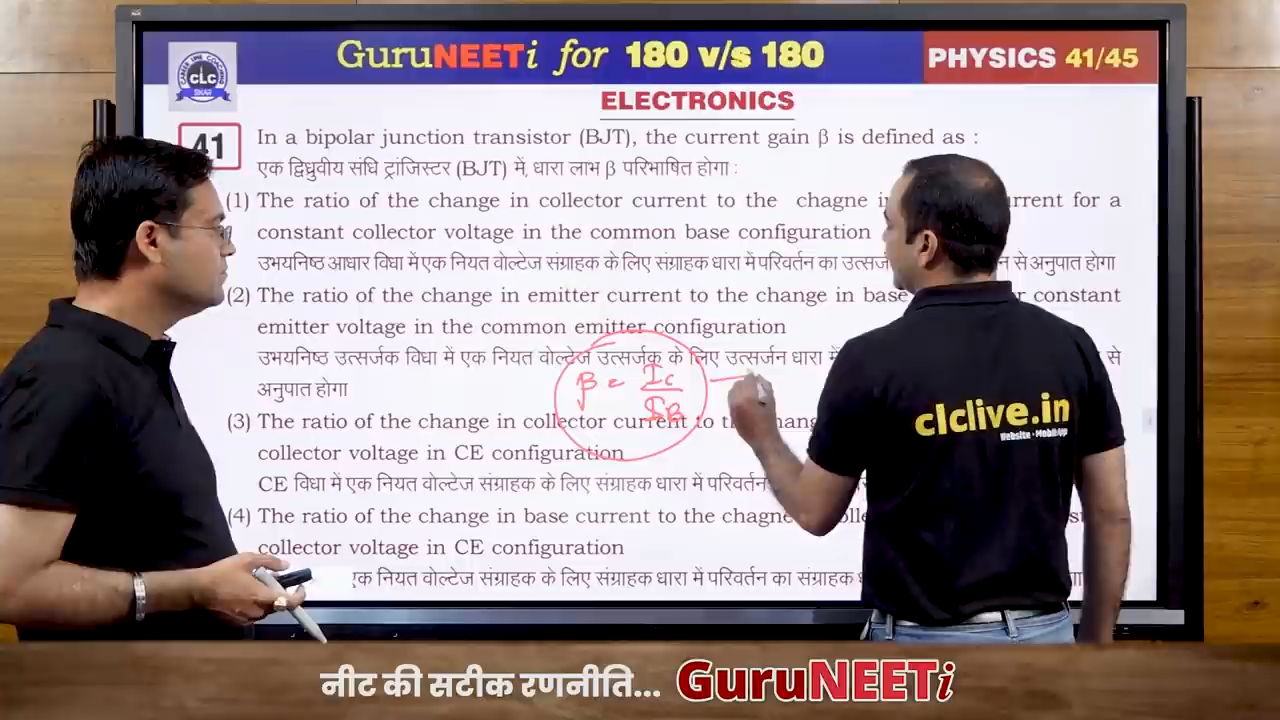 GuruNEETi for 180 v/s 180
PHYSICS 41/45
CLC
ELECTRONICS
41
In a bipolar junction transistor (BJT), the current gain β is defined as :
एक द्विध्रुवीय संधि ट्रांजिस्टर (BJT) में, धारा लाभ β परिभाषित होगा :
(1) The ratio of the change in collector current to the chagne for a
constant collector voltage in the common base configuration
उभयनिष्ठ आधार विधा में एक नियत वोल्टेज संग्राहक के लिए संग्राहक धारा में परिवर्तन का से अनुपात होगा
(2) The ratio of the change in emitter current to the change in base constant
emitter voltage in the common emitter configuration
उभयनिष्ठ उत्सर्जक विधा में एक नियत वोल्टेज उत्सर्जक के लिए उत्सर्जन धारा से
अनुपात होगा
β = Ic
IB
(3) The ratio of the change in collector current to
collector voltage in CE configuration
CE विधा में एक नियत वोल्टेज संग्राहक के लिए संग्राहक धारा में परिवर्तन
(4) The ratio of the change in base current to the chagne
collector voltage in CE configuration
एक नियत वोल्टेज संग्राहक के लिए संग्राहक धारा में परिवर्तन का संग्राहक
clclive.in
Website • Mobile App
नीट की सटीक रणनीति... GuruNEETi